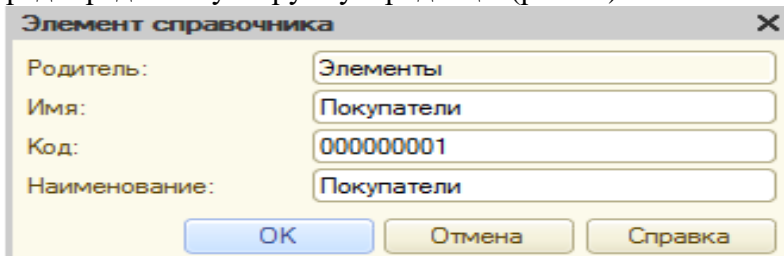 Элемент справочника
Родитель: Элементы
Имя: Покупатели
Код: 000000001
Наименование: Покупатели
OK Отмена Справка